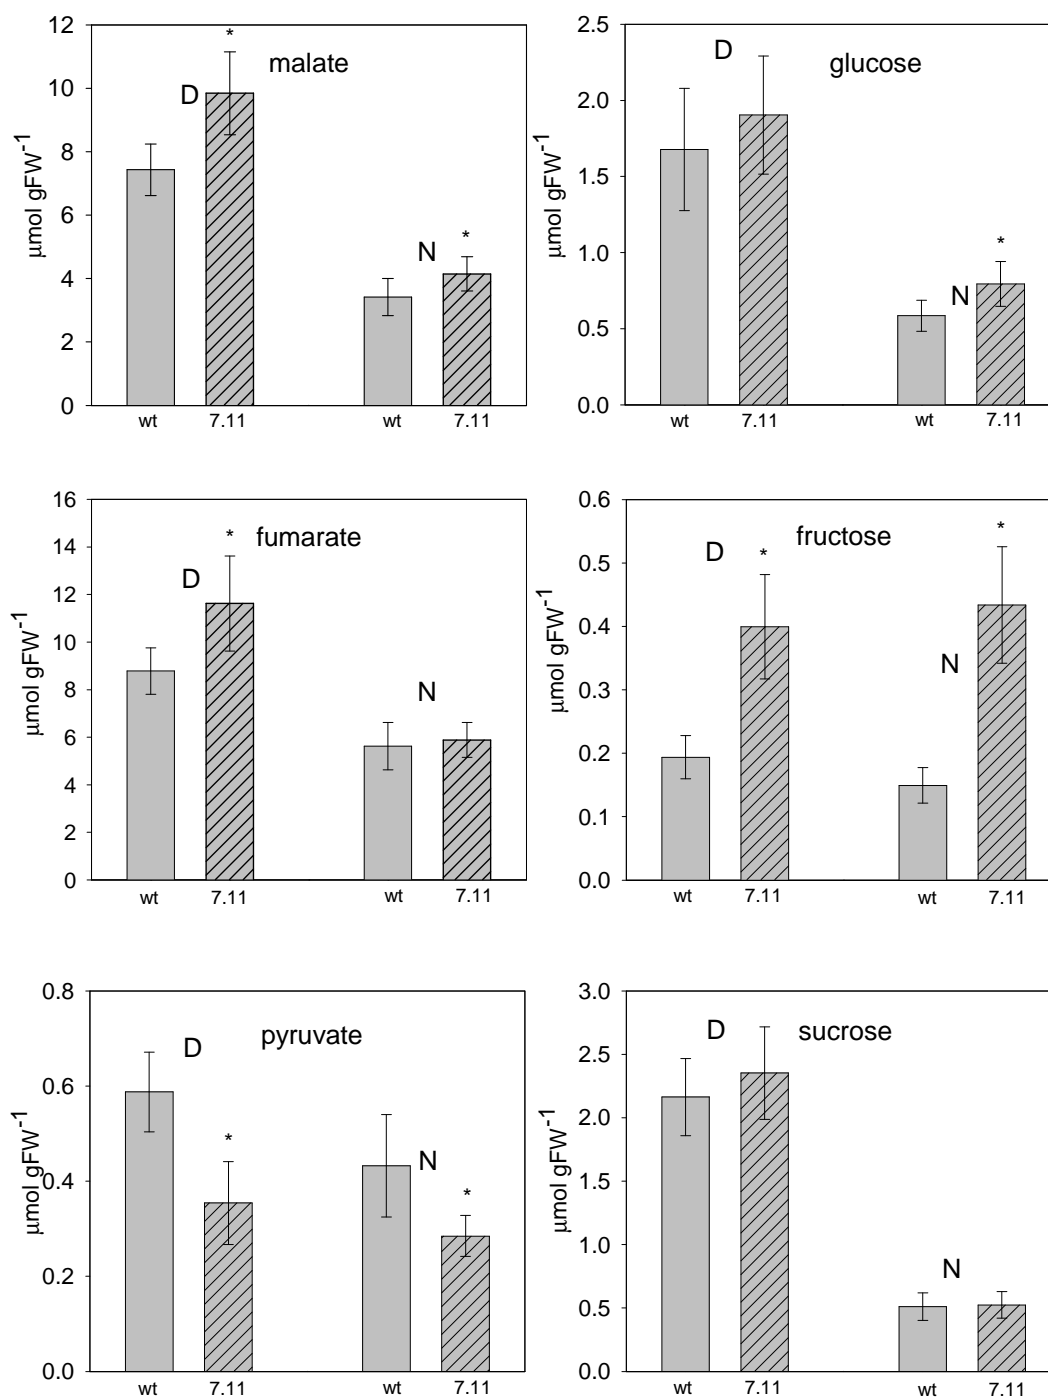 malate
μmol gFW-1
12
10
8
6
4
2
0
D
*
N
*
wt
7.11
wt
7.11
glucose
μmol gFW-1
2.5
2.0
1.5
1.0
0.5
0.0
D
N
*
wt
7.11
wt
7.11
fumarate
μmol gFW-1
16
14
12
10
8
6
4
2
0
D
*
N
wt
7.11
wt
7.11
fructose
μmol gFW-1
0.6
0.5
0.4
0.3
0.2
0.1
0.0
D
*
N
*
wt
7.11
wt
7.11
pyruvate
μmol gFW-1
0.8
0.6
0.4
0.2
0.0
D
*
N
*
wt
7.11
wt
7.11
sucrose
μmol gFW-1
3.0
2.5
2.0
1.5
1.0
0.5
0.0
D
N
wt
7.11
wt
7.11